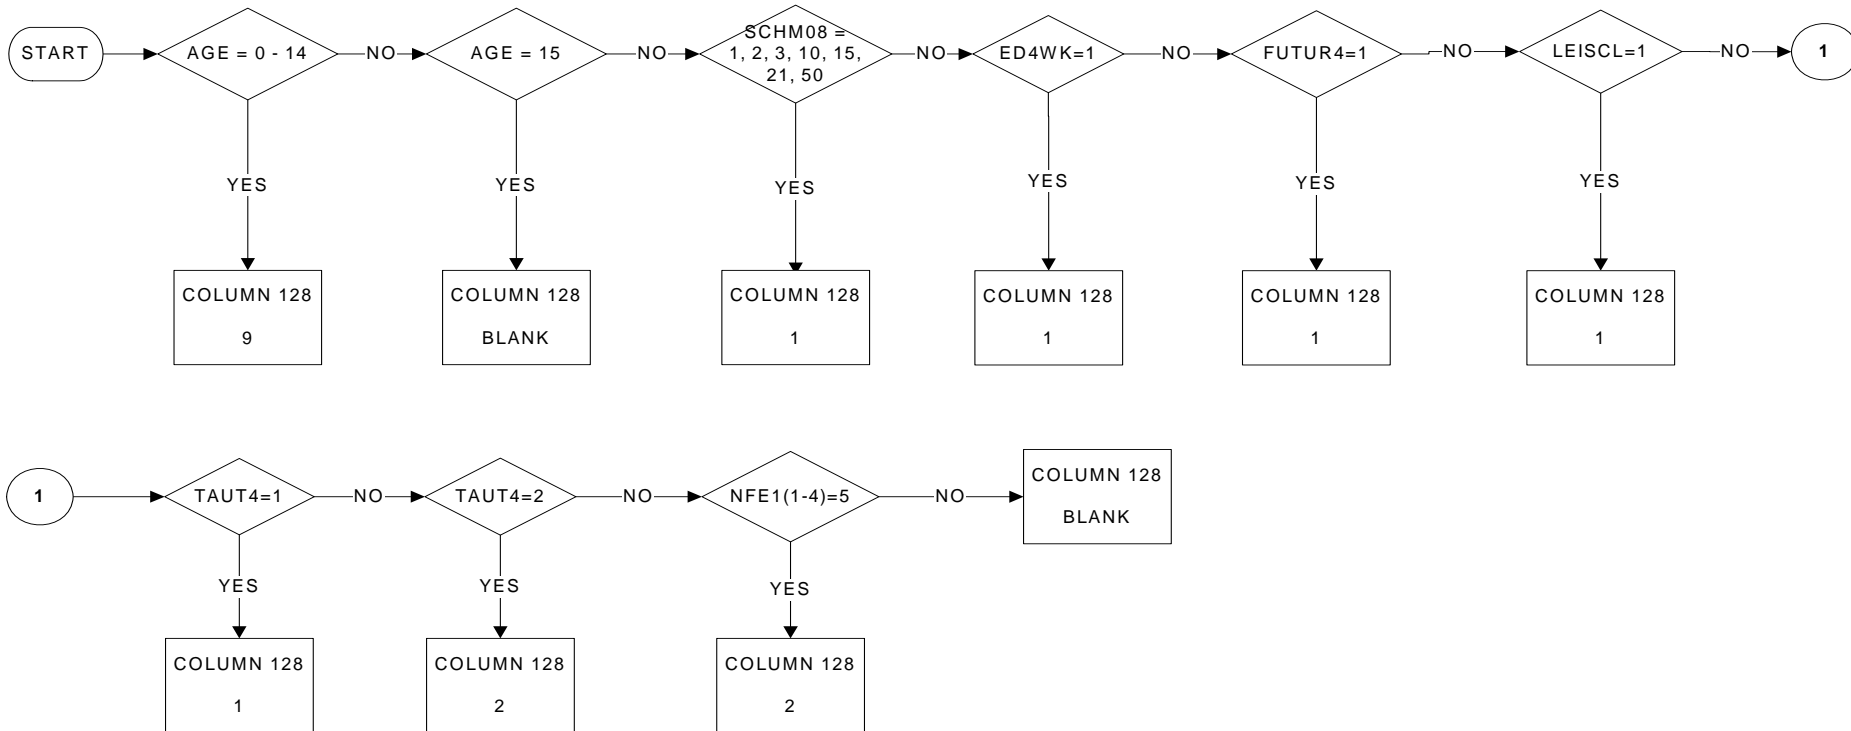 START
AGE = 0 - 14
NO
AGE = 15
NO
SCHM08 =
1, 2, 3, 10, 15,
21, 50
NO
ED4WK=1
NO
FUTUR4=1
NO
LEISCL=1
NO
1
YES
YES
YES
YES
YES
YES
COLUMN 128
9
COLUMN 128
BLANK
COLUMN 128
1
COLUMN 128
1
COLUMN 128
1
COLUMN 128
1
1
TAUT4=1
NO
TAUT4=2
NO
NFE1(1-4)=5
NO
COLUMN 128
BLANK
YES
YES
YES
COLUMN 128
1
COLUMN 128
2
COLUMN 128
2